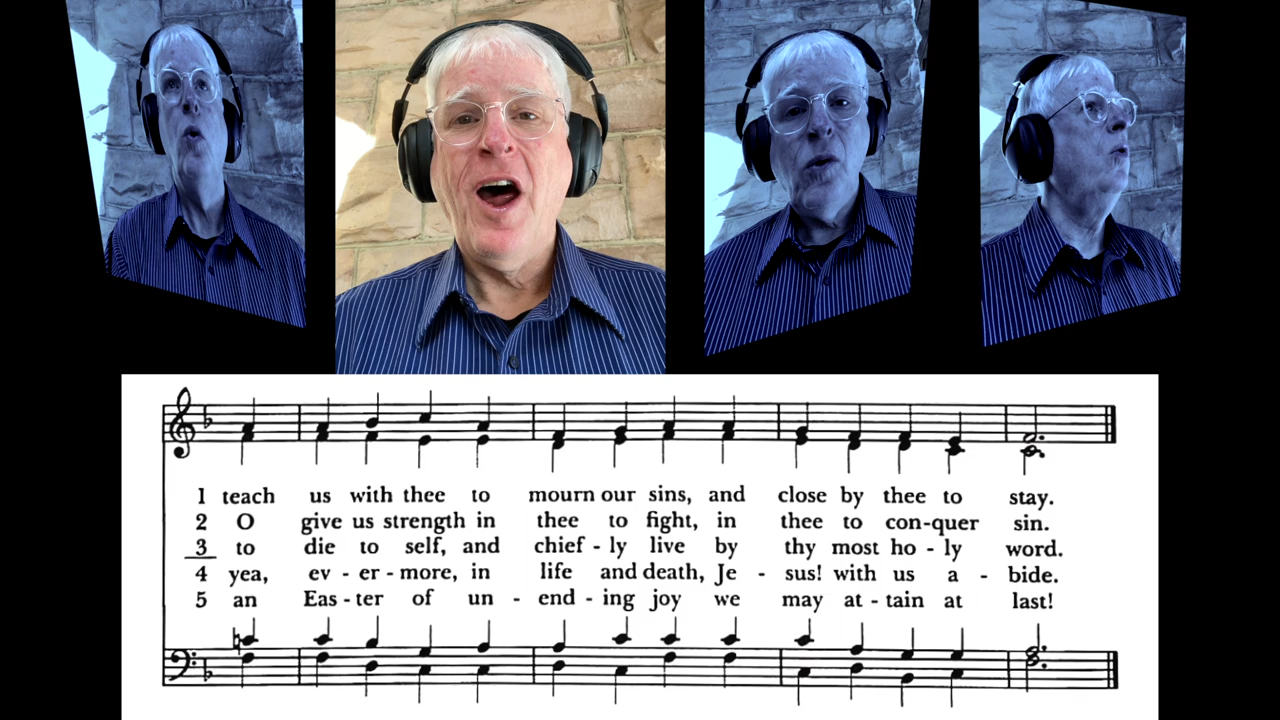 1 teach us with thee to mourn our sins, and close by thee to stay.
2 O give us strength in thee to fight, in thee to con-quer sin.
3 to die to self, and chief - ly live by thy most ho - ly word.
4 yea, ev - er - more, in life and death, Je - sus! with us a - bide.
5 an Eas - ter of un - end - ing joy we may at - tain at last!